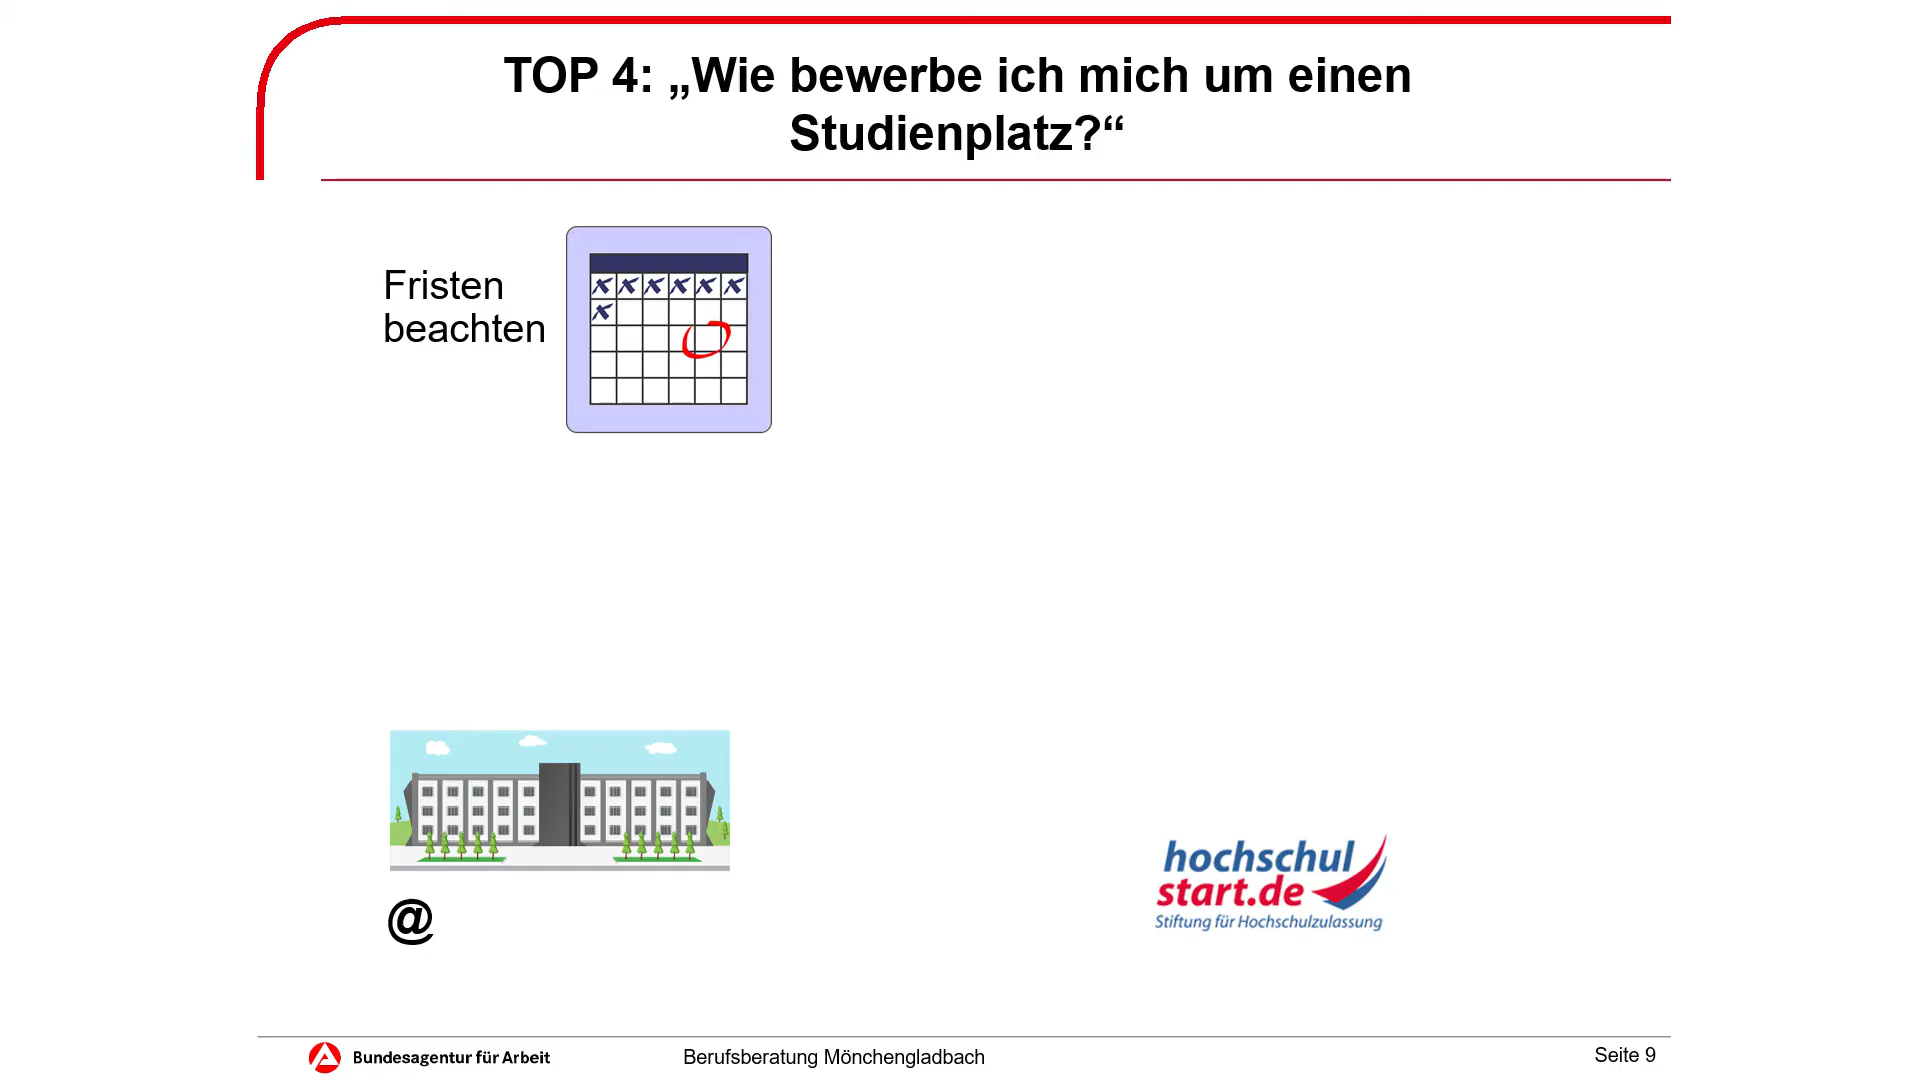 TOP 4: „Wie bewerbe ich mich um einen
Studienplatz?“
Fristen
beachten
@
hochschul
start.de
Stiftung für Hochschulzulassung
Bundesagentur für Arbeit
Berufsberatung Mönchengladbach
Seite 9